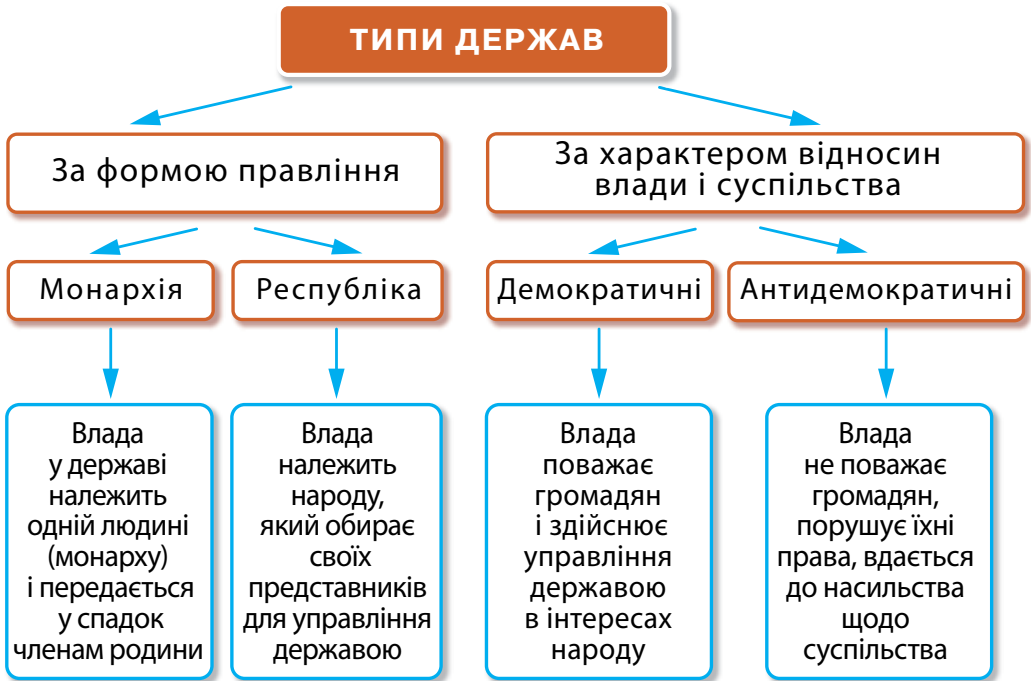 ТИПИ ДЕРЖАВ
За формою правління
За характером відносин
влади і суспільства
Монархія
Республіка
Демократичні
Антидемократичні
Влада
у державі
належить
одній людині
(монарху)
і передається
у спадок
членам родини
Влада
належить
народу,
який обирає
своїх
представників
для управління
державою
Влада
поважає
громадян
і здійснює
управління
державою
в інтересах
народу
Влада
не поважає
громадян,
порушує їхні
права, вдається
до насильства
щодо
суспільства